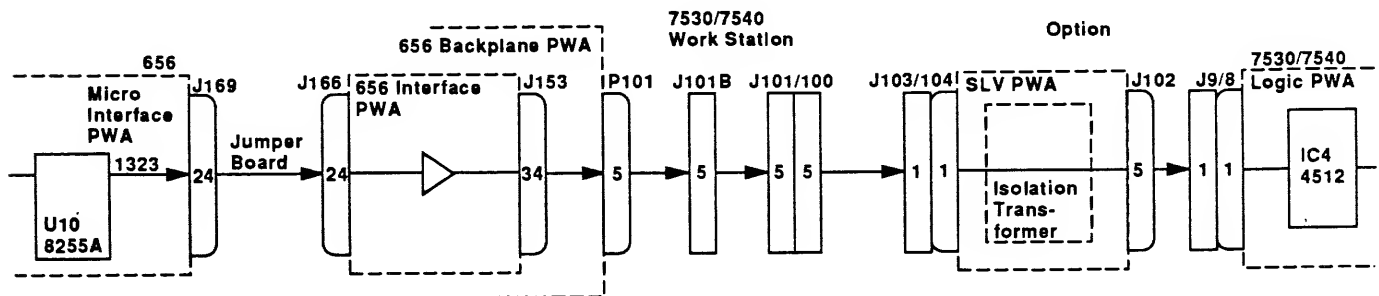 7530/7540
Work Station
Option
656 Backplane PWA
656
Micro
Interface
PWA
J169
Jumper
Board
J166
656 Interface
PWA
J153
P101
J101B
J101/100
J103/104
SLV PWA
J102
J9/8
7530/7540
Logic PWA
1323
24
24
34
5
5
5
5
1
1
5
1
1
U10
8255A
Isolation
Trans-
former
IC4
4512